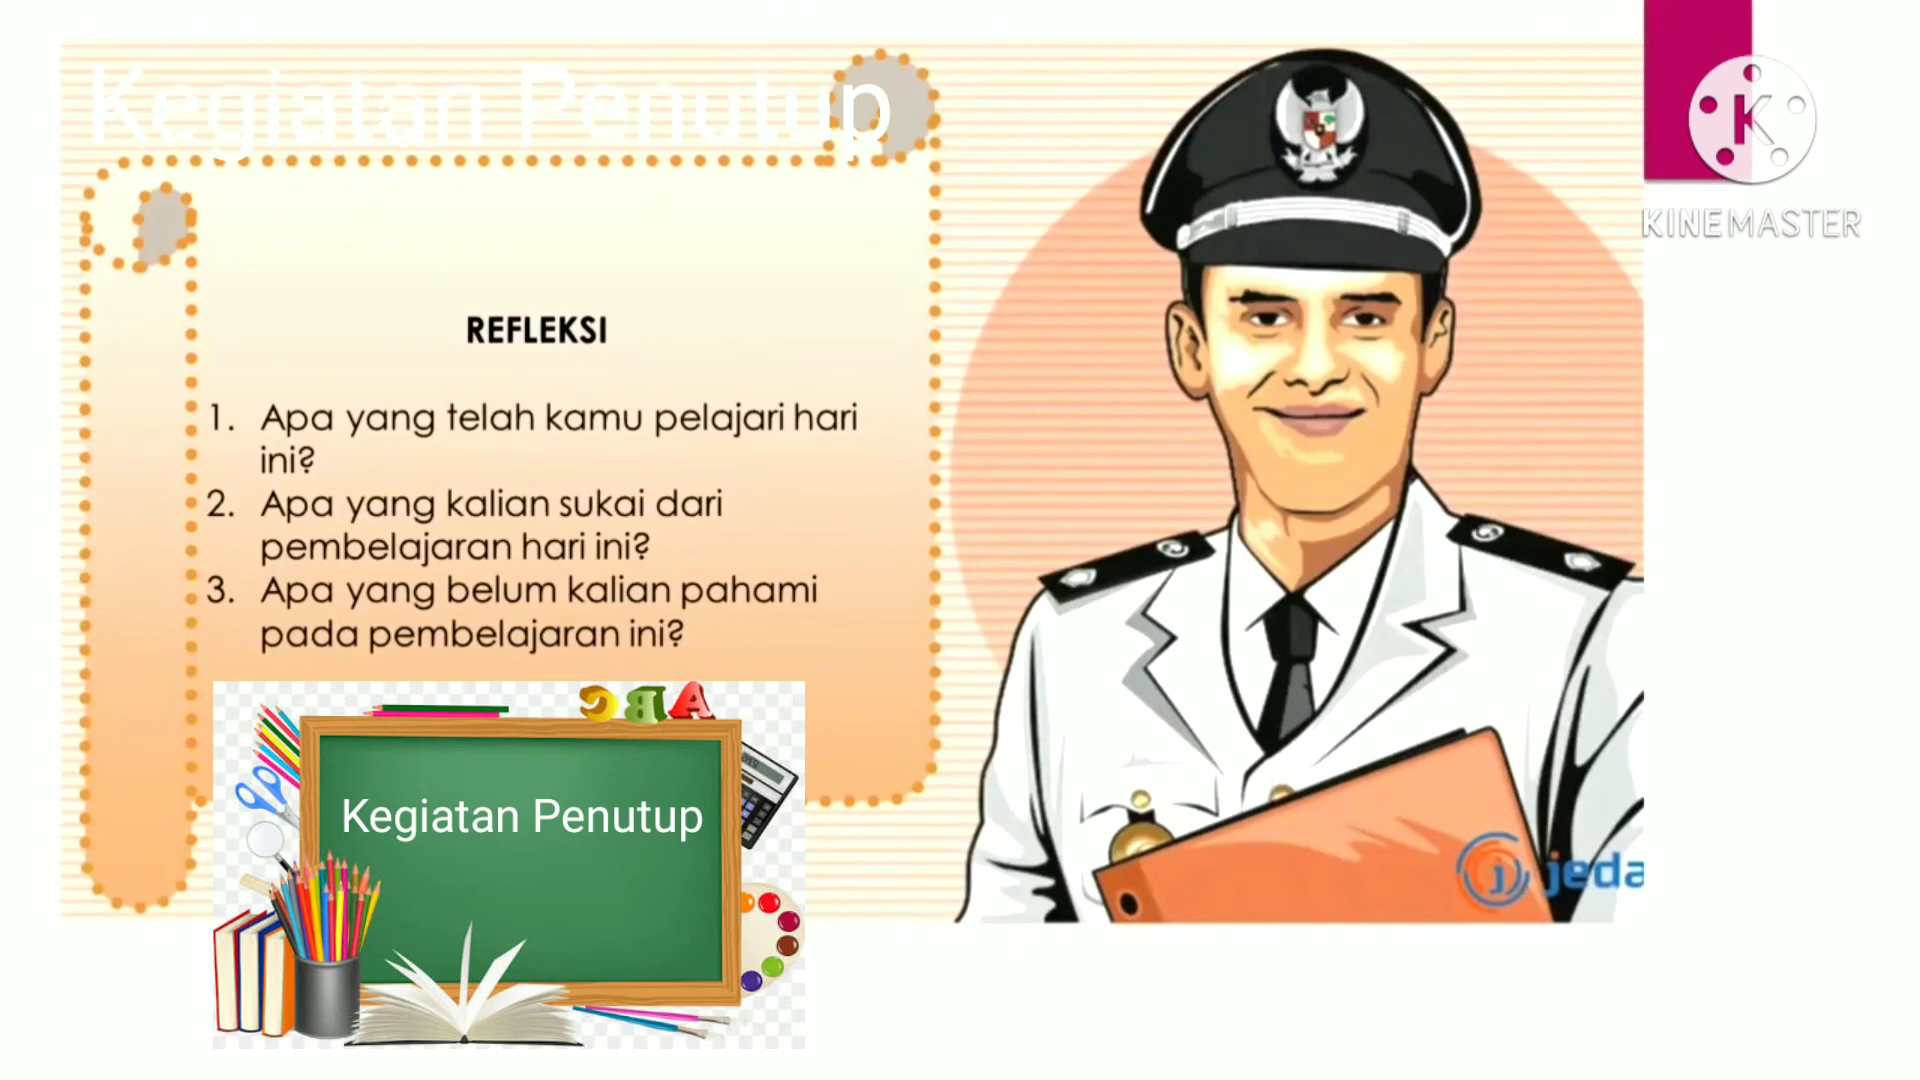 Kegiatan Penutup
KINEMASTER
REFLEKSI
1. Apa yang telah kamu pelajari hari
ini?
2. Apa yang kalian sukai dari
pembelajaran hari ini?
3. Apa yang belum kalian pahami
pada pembelajaran ini?
ABC
Kegiatan Penutup
jeda